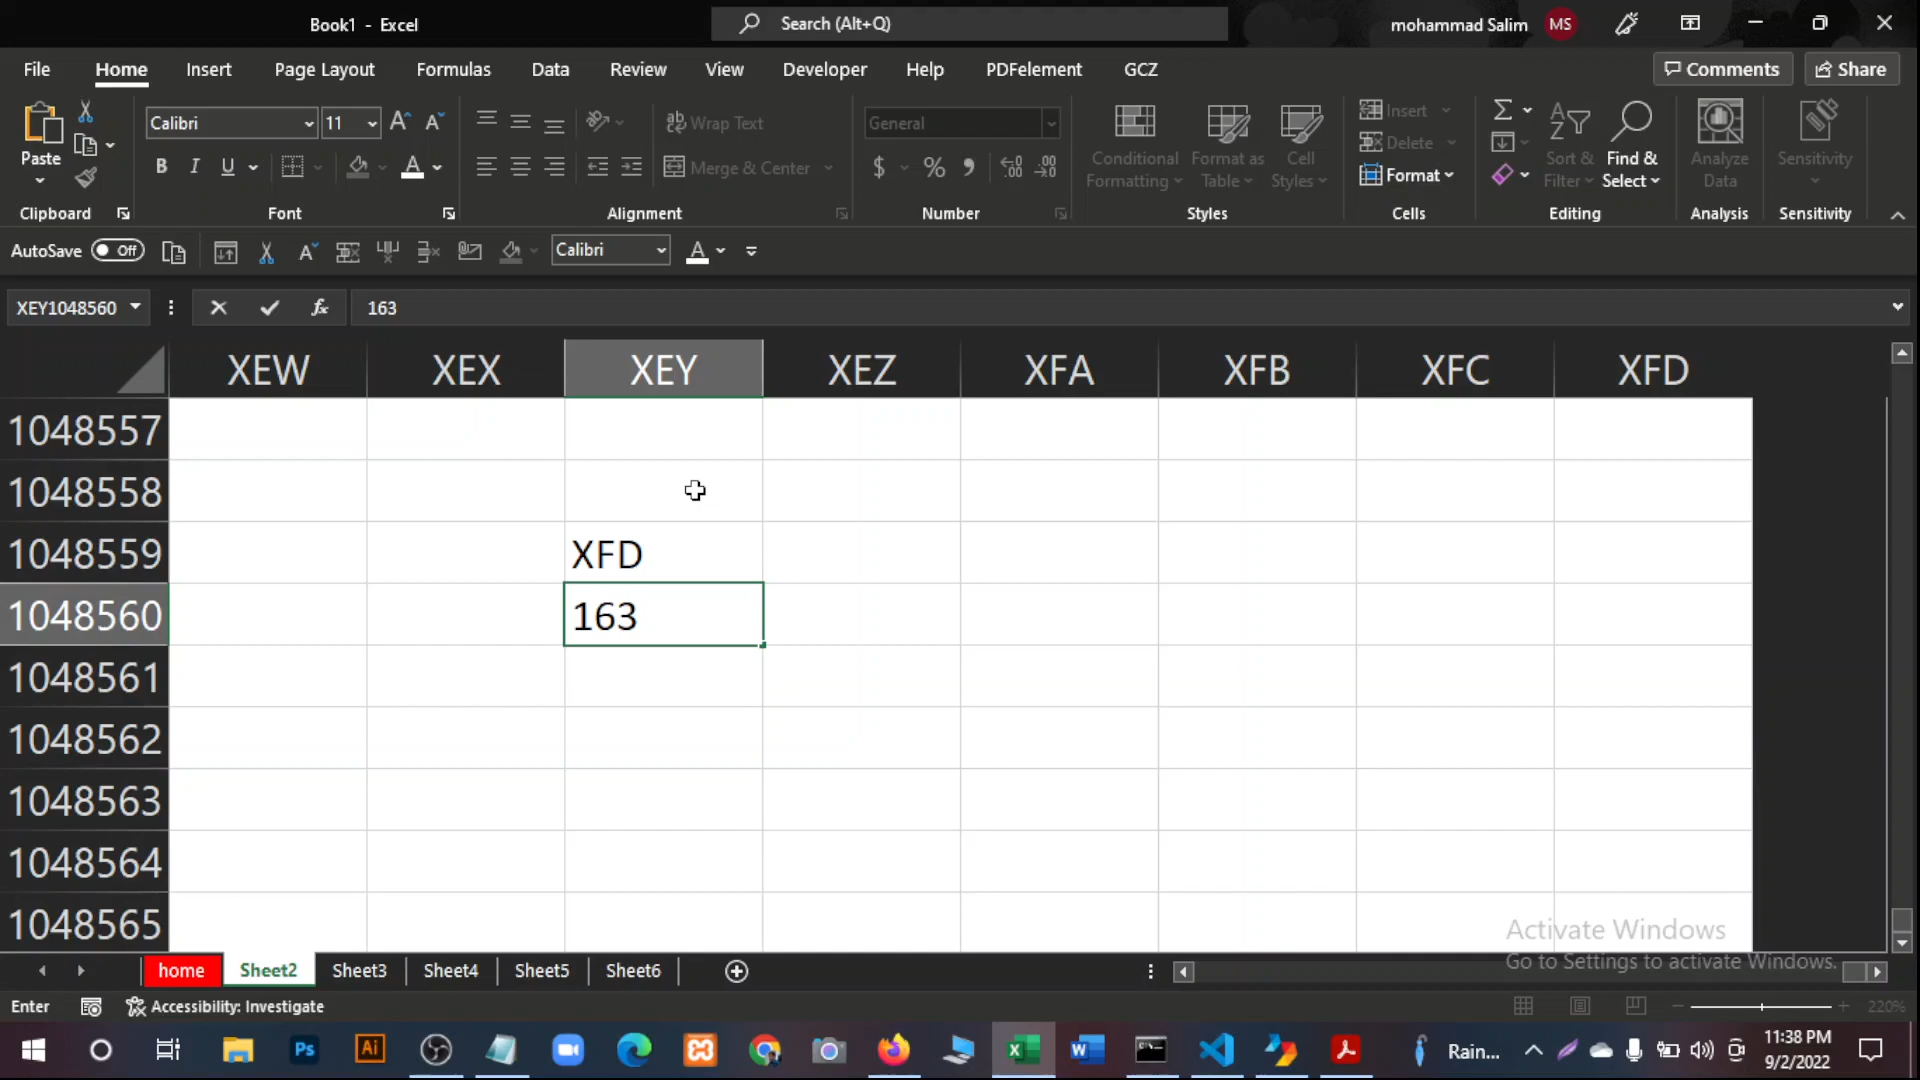 Book1 - Excel
Search (Alt+Q)
mohammad Salim
MS
File
Home
Insert
Page Layout
Formulas
Data
Review
View
Developer
Help
PDFelement
GCZ
Comments
Share
Paste
Clipboard
Calibri
11
B I U
Font
Wrap Text
Merge & Center
Alignment
General
$ % ,
Number
Conditional Formatting
Format as Table
Cell Styles
Styles
Insert
Delete
Format
Cells
Sort & Filter
Find & Select
Editing
Analyze Data
Analysis
Sensitivity
Sensitivity
AutoSave Off
Calibri
XEY1048560
fx
163
XEW XEX XEY XEZ XFA XFB XFC XFD
1048557
1048558
1048559 XFD
1048560 163
1048561
1048562
1048563
1048564
1048565
Activate Windows
Go to Settings to activate Windows.
home Sheet2 Sheet3 Sheet4 Sheet5 Sheet6
Enter
Accessibility: Investigate
220%
Ps
Ai
Rain...
11:38 PM
9/2/2022